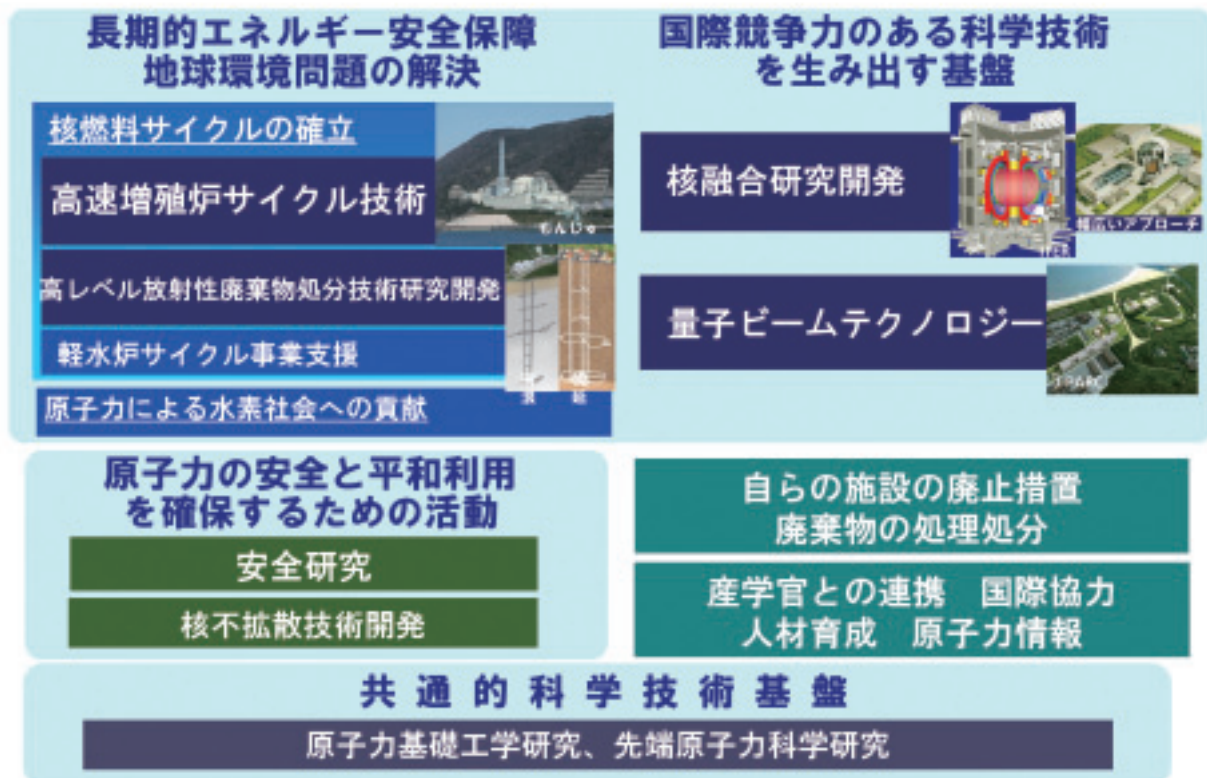 長期的エネルギー安全保障
地球環境問題の解決
核燃料サイクルの確立
高速増殖炉サイクル技術
もんじゅ
高レベル放射性廃棄物処分技術研究開発
軽水炉サイクル事業支援
原子力による水素社会への貢献
国際競争力のある科学技術
を生み出す基盤
核融合研究開発
ITER
幅広いアプローチ
量子ビームテクノロジー
J-PARC
原子力の安全と平和利用
を確保するための活動
安全研究
核不拡散技術開発
自らの施設の廃止措置
廃棄物の処理処分
産学官との連携　国際協力
人材育成　原子力情報
共通的科学技術基盤
原子力基礎工学研究、先端原子力科学研究